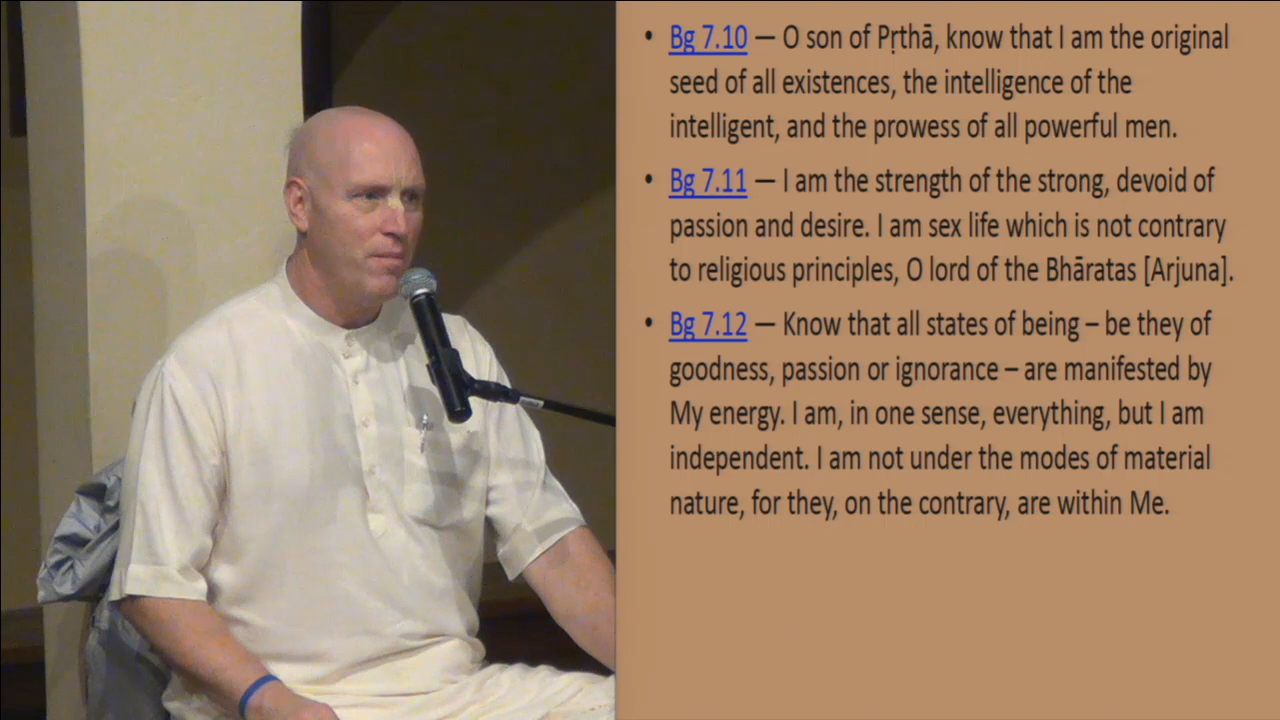 • Bg 7.10 — O son of Pṛthā, know that I am the original
seed of all existences, the intelligence of the
intelligent, and the prowess of all powerful men.
• Bg 7.11 — I am the strength of the strong, devoid of
passion and desire. I am sex life which is not contrary
to religious principles, O lord of the Bhāratas [Arjuna].
• Bg 7.12 — Know that all states of being – be they of
goodness, passion or ignorance – are manifested by
My energy. I am, in one sense, everything, but I am
independent. I am not under the modes of material
nature, for they, on the contrary, are within Me.